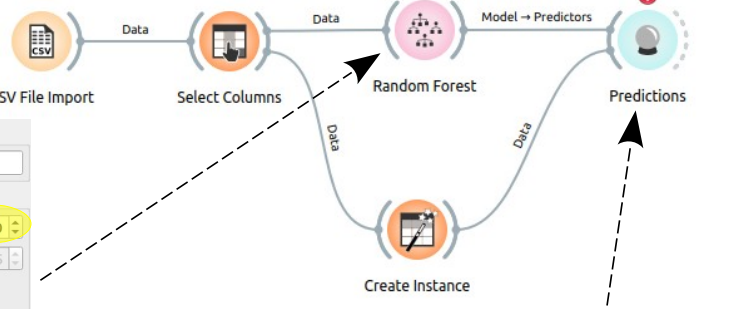 Data
Data
Model → Predictors
CSV
SV File Import
Select Columns
Random Forest
Predictions
Data
Data
Create Instance